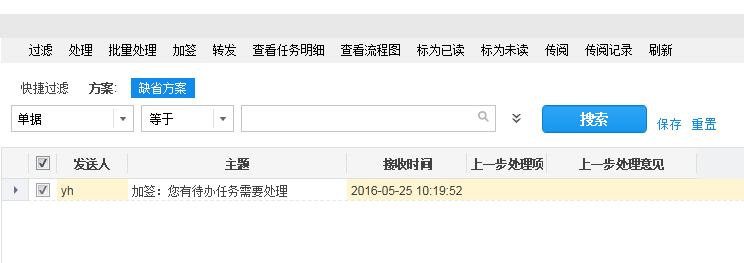 过滤 处理 批量处理 加签 转发 查看任务明细 查看流程图 标为已读 标为未读 传阅 传阅记录 刷新
快捷过滤 方案: 缺省方案
单据 等于 搜索 保存 重置
发送人 主题 接收时间 上一步处理项 上一步处理意见
yh 加签：您有待办任务需要处理 2016-05-25 10:19:52